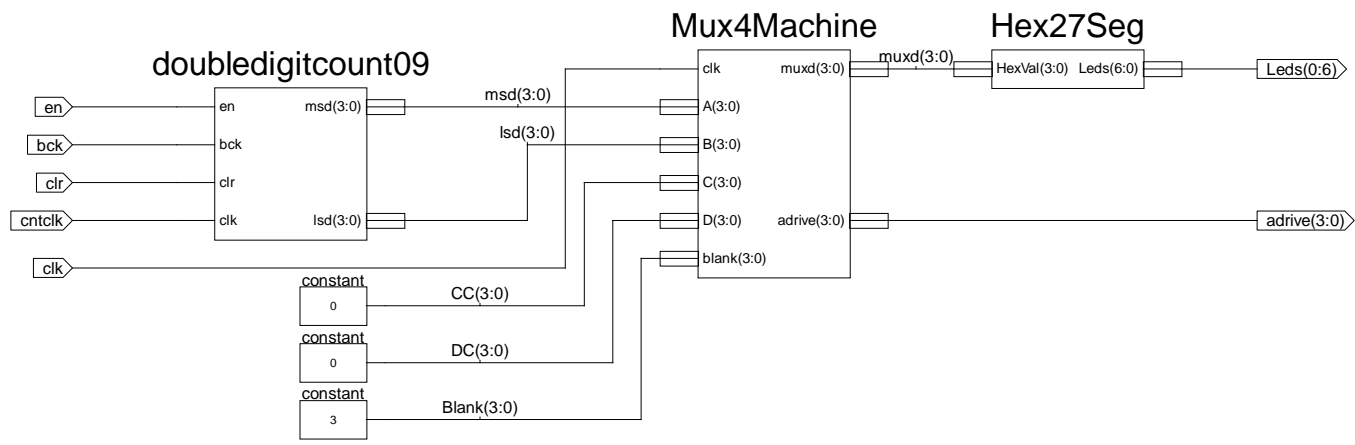 Mux4Machine
Hex27Seg
doubledigitcount09
clk
muxd(3:0)
muxd(3:0)
HexVal(3:0)
Leds(6:0)
Leds(0:6)
en
en
msd(3:0)
msd(3:0)
A(3:0)
bck
bck
lsd(3:0)
B(3:0)
clr
clr
C(3:0)
cntclk
clk
lsd(3:0)
D(3:0)
adrive(3:0)
adrive(3:0)
clk
blank(3:0)
constant
0
CC(3:0)
constant
0
DC(3:0)
constant
3
Blank(3:0)